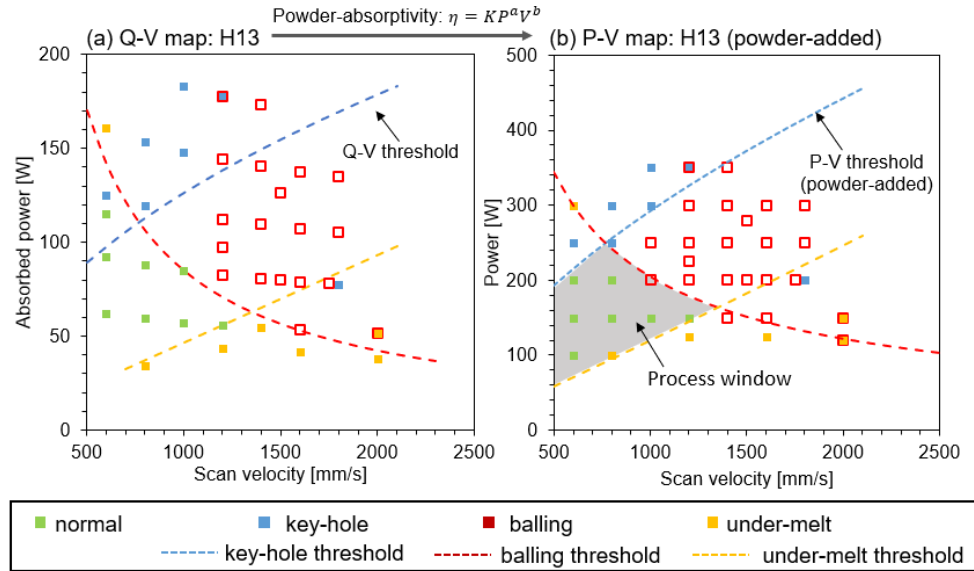 Powder-absorptivity: η = KPᵃVᵇ
(a) Q-V map: H13
200
150
100
50
0
Absorbed power [W]
Q-V threshold
500
1000
1500
2000
2500
Scan velocity [mm/s]
(b) P-V map: H13 (powder-added)
500
400
300
200
100
0
Power [W]
P-V threshold
(powder-added)
Process window
500
1000
1500
2000
2500
Scan velocity [mm/s]
normal
key-hole
balling
under-melt
key-hole threshold
balling threshold
under-melt threshold